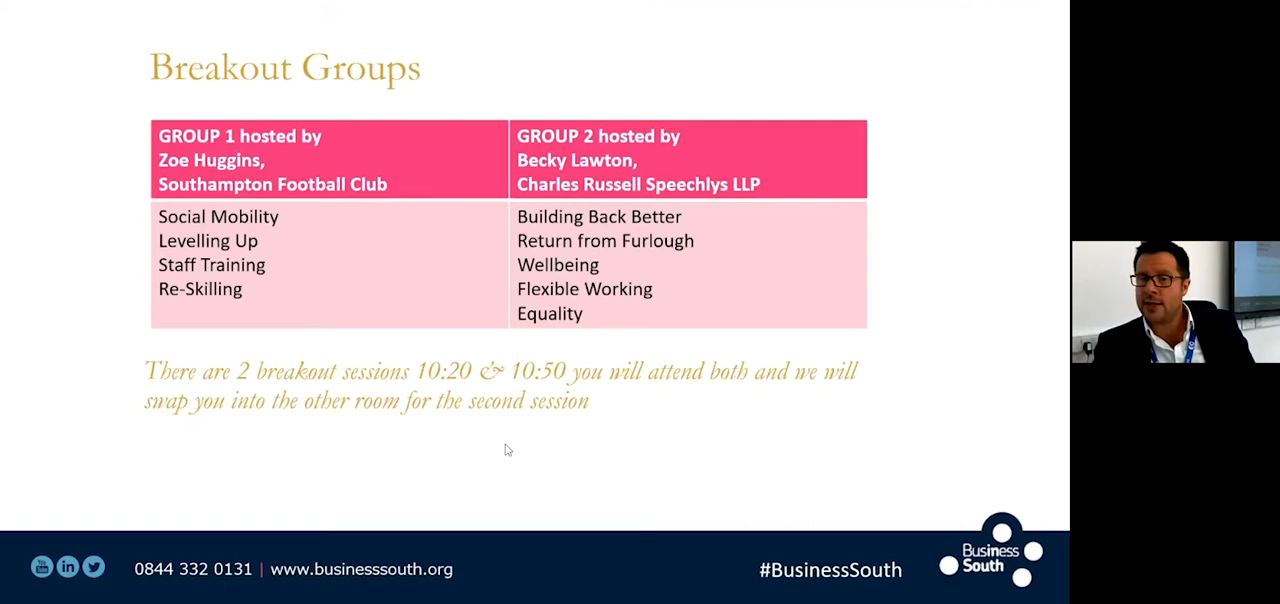 Breakout Groups
GROUP 1 hosted by
Zoe Huggins,
Southampton Football Club
GROUP 2 hosted by
Becky Lawton,
Charles Russell Speechlys LLP
Social Mobility
Levelling Up
Staff Training
Re-Skilling
Building Back Better
Return from Furlough
Wellbeing
Flexible Working
Equality
There are 2 breakout sessions 10:20 & 10:50 you will attend both and we will
swap you into the other room for the second session
0844 332 0131 | www.businesssouth.org
#BusinessSouth
Business
South